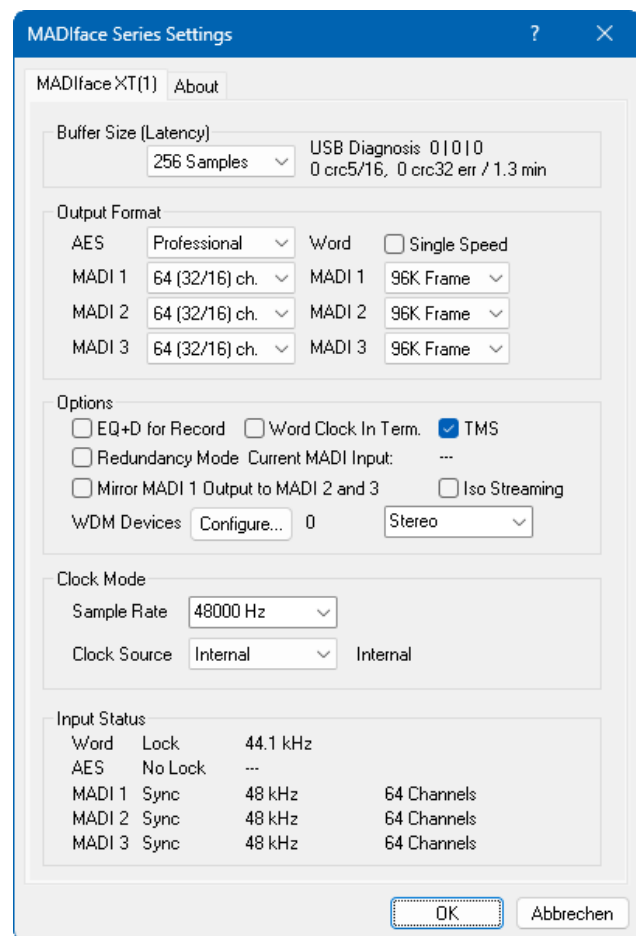 MADIface Series Settings ?
MADIface XT(1) About
Buffer Size (Latency)
256 Samples USB Diagnosis 0|0|0
0 crc5/16, 0 crc32 err / 1.3 min
Output Format
AES Professional Word Single Speed
MADI 1 64 (32/16) ch. MADI 1 96K Frame
MADI 2 64 (32/16) ch. MADI 2 96K Frame
MADI 3 64 (32/16) ch. MADI 3 96K Frame
Options
EQ+D for Record Word Clock In Term. TMS
Redundancy Mode Current MADI Input: ---
Mirror MADI 1 Output to MADI 2 and 3 Iso Streaming
WDM Devices Configure... 0 Stereo
Clock Mode
Sample Rate 48000 Hz
Clock Source Internal Internal
Input Status
Word Lock 44.1 kHz
AES No Lock ---
MADI 1 Sync 48 kHz 64 Channels
MADI 2 Sync 48 kHz 64 Channels
MADI 3 Sync 48 kHz 64 Channels
OK Abbrechen